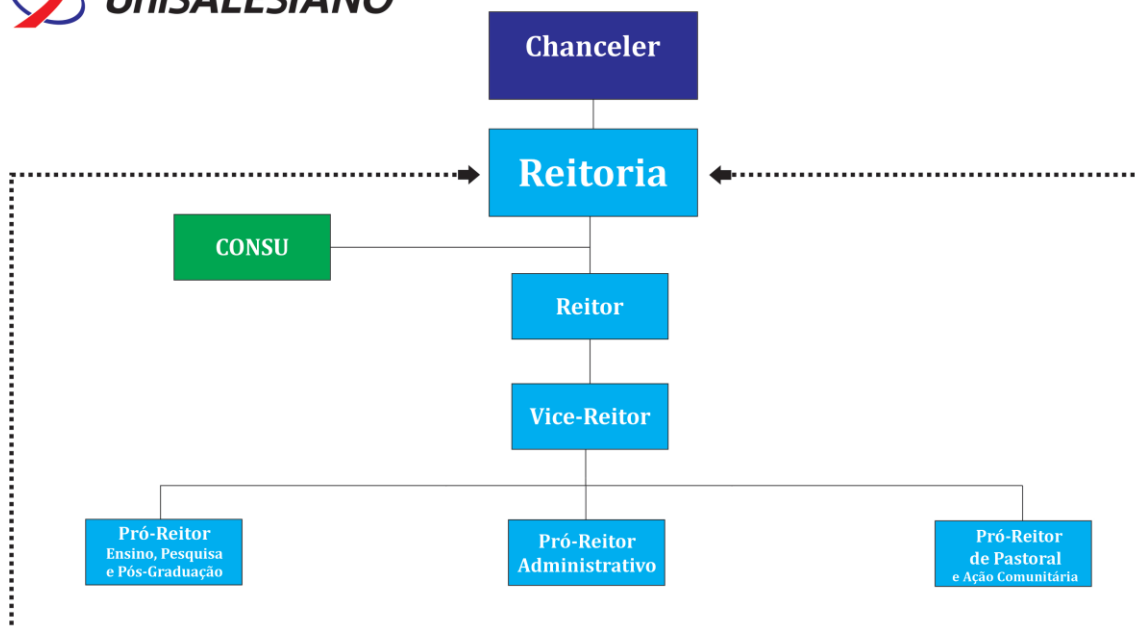 UniSALESIANO
Chanceler
Reitoria
CONSU
Reitor
Vice-Reitor
Pró-Reitor
Ensino, Pesquisa
e Pós-Graduação
Pró-Reitor
Administrativo
Pró-Reitor
de Pastoral
e Ação Comunitária